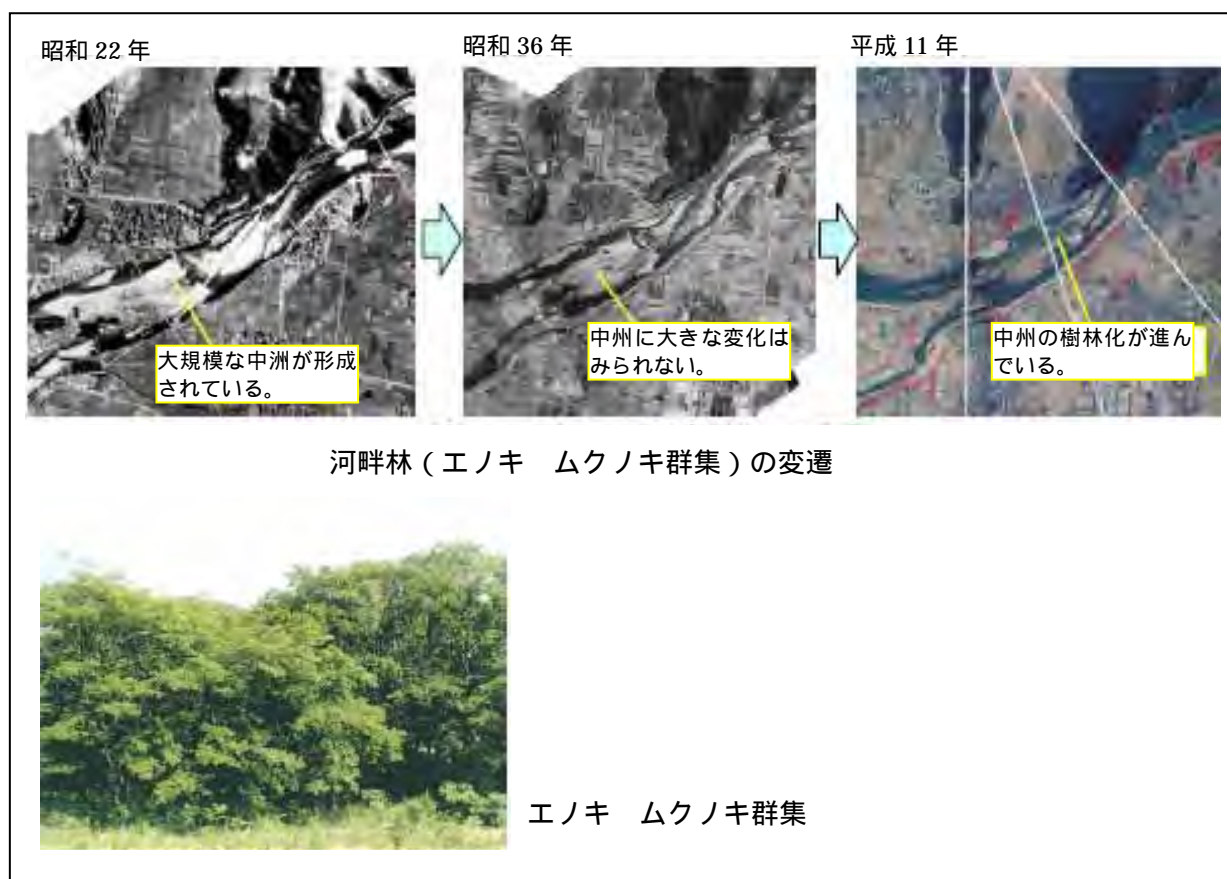 昭和 22 年
昭和 36 年
平成 11 年
大規模な中洲が形成
されている。
中州に大きな変化は
みられない。
中州の樹林化が進ん
でいる。
河畔林（エノキ　ムクノキ群集）の変遷
エノキ　ムクノキ群集